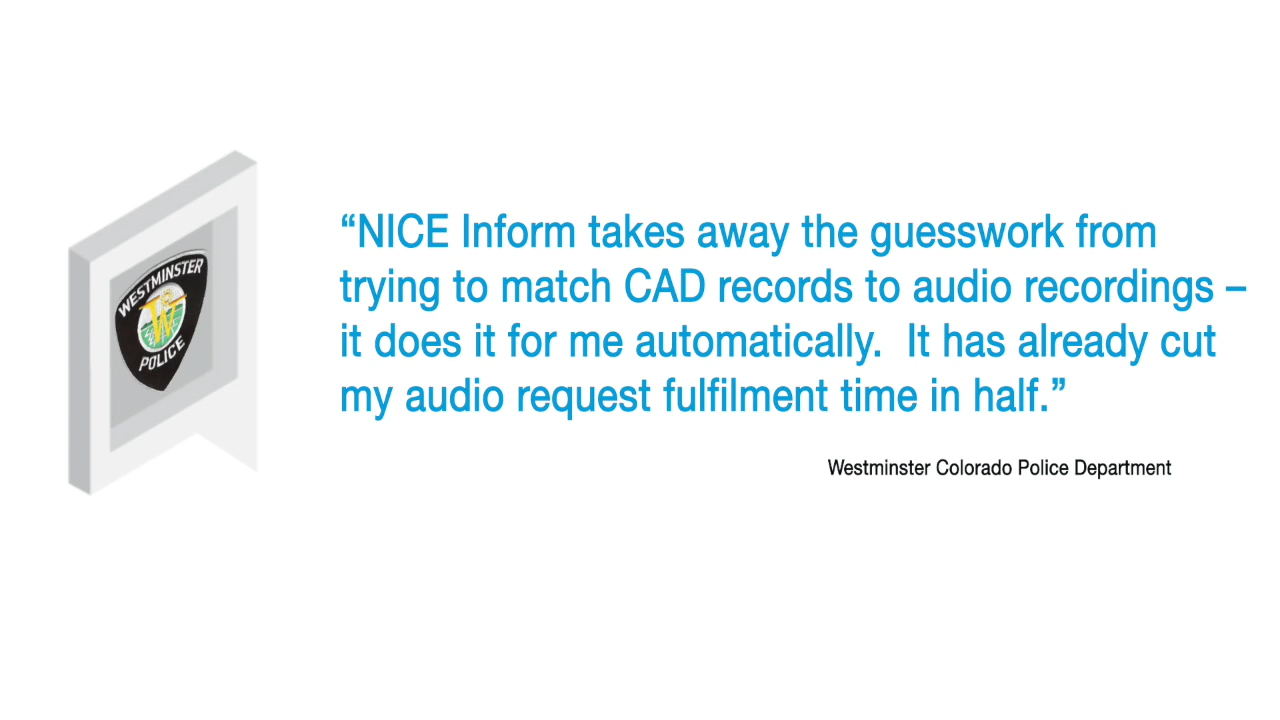 WESTMINSTER
POLICE
“NICE Inform takes away the guesswork from
trying to match CAD records to audio recordings –
it does it for me automatically.  It has already cut
my audio request fulfilment time in half.”
Westminster Colorado Police Department